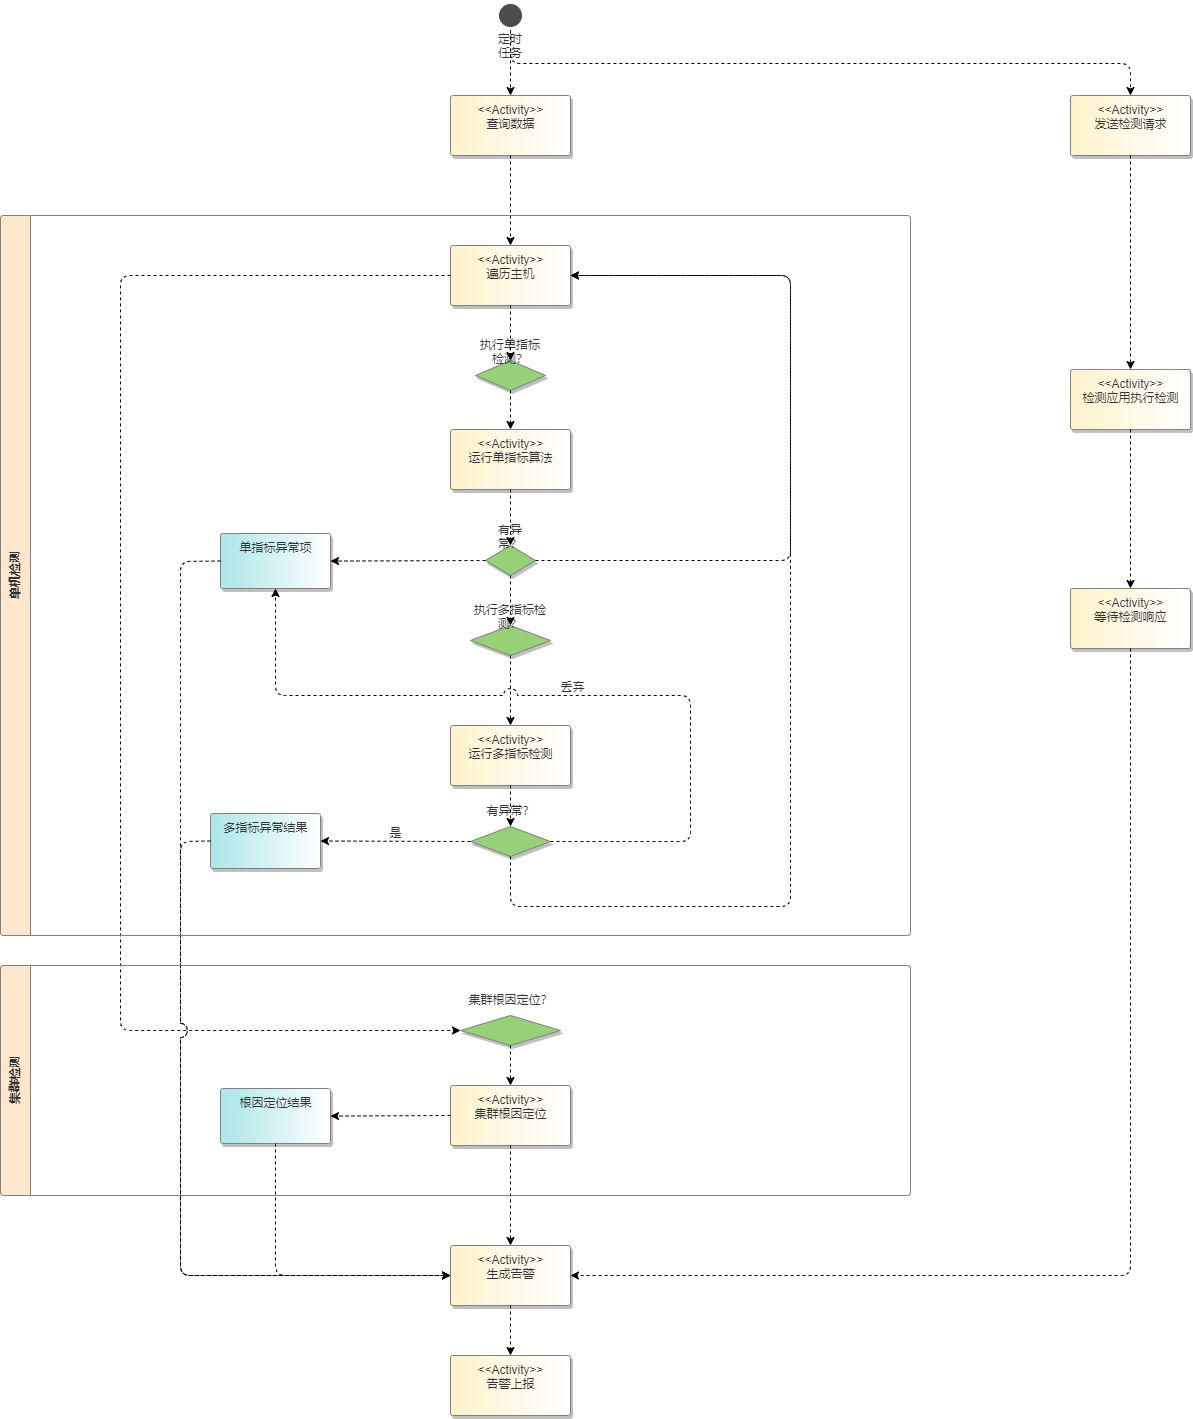 定时
任务
<<Activity>>
查询数据
<<Activity>>
发送检测请求
单机检测
<<Activity>>
遍历主机
执行单指标
检测?
<<Activity>>
检测应用执行检测
<<Activity>>
运行单指标算法
有异
常?
单指标异常项
执行多指标检
测?
<<Activity>>
等待检测响应
丢弃
<<Activity>>
运行多指标检测
有异常?
多指标异常结果
是
集群检测
集群根因定位?
<<Activity>>
集群根因定位
根因定位结果
<<Activity>>
生成告警
<<Activity>>
告警上报